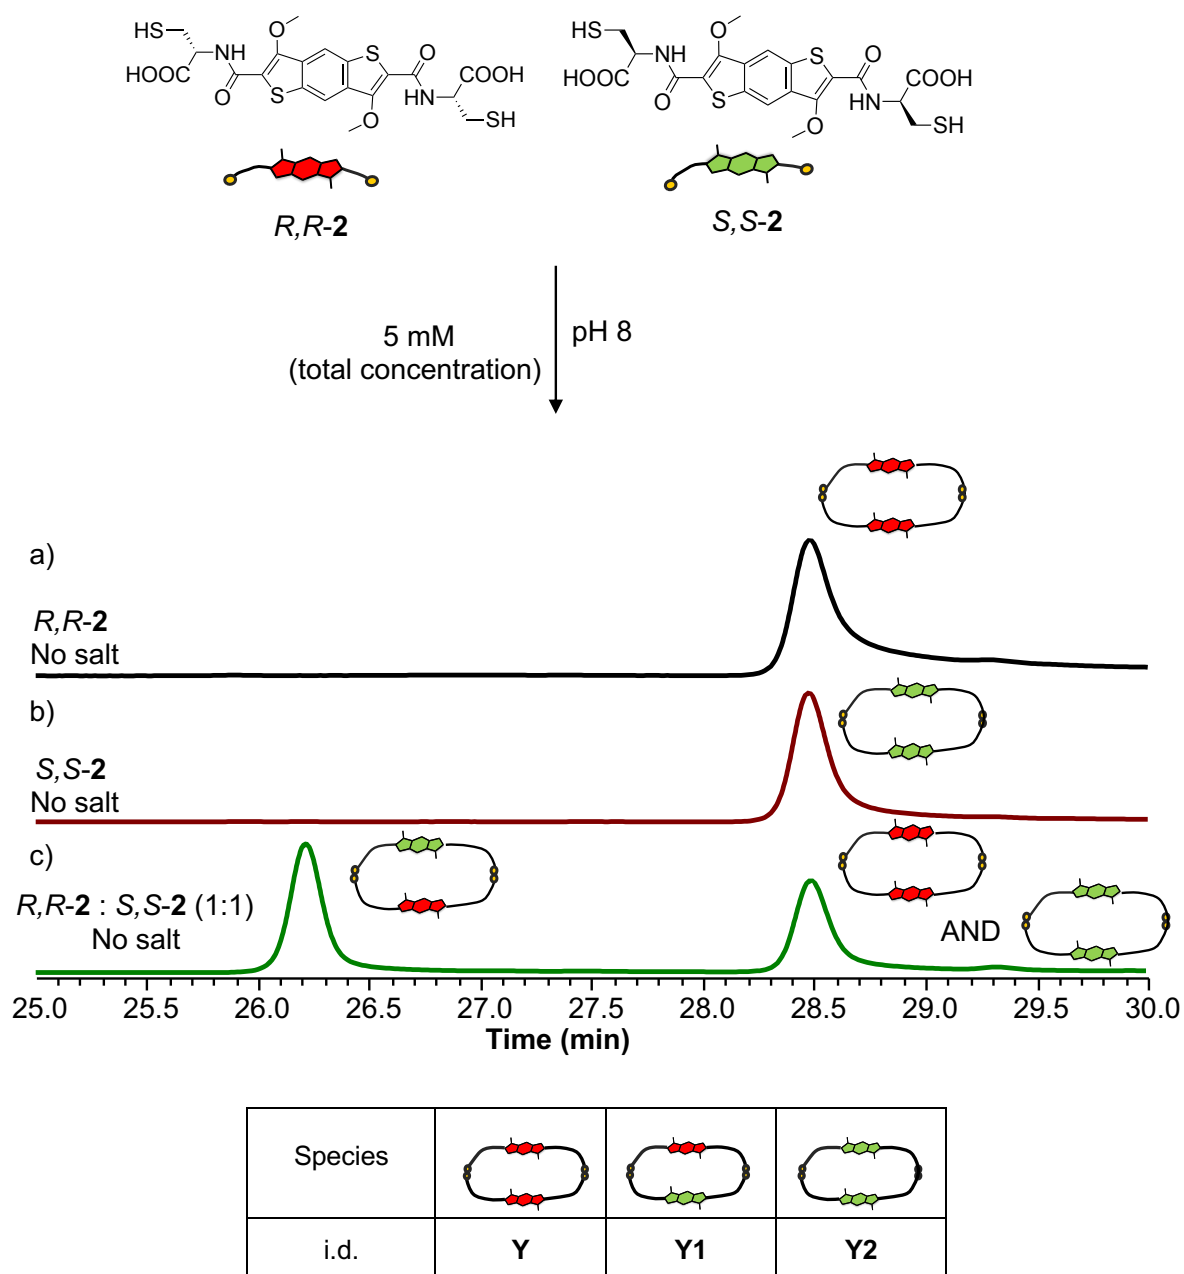 HS
O
NH
HOOC
O
S
S
O
HN
COOH
SH
O
HS
O
NH
HOOC
O
S
S
O
HN
COOH
SH
O
R,R-2
S,S-2
5 mM
(total concentration)
pH 8
a)
R,R-2
No salt
b)
S,S-2
No salt
c)
R,R-2 : S,S-2 (1:1)
No salt
AND
25.0 25.5 26.0 26.5 27.0 27.5 28.0 28.5 29.0 29.5 30.0
Time (min)
Species
i.d. Y Y1 Y2